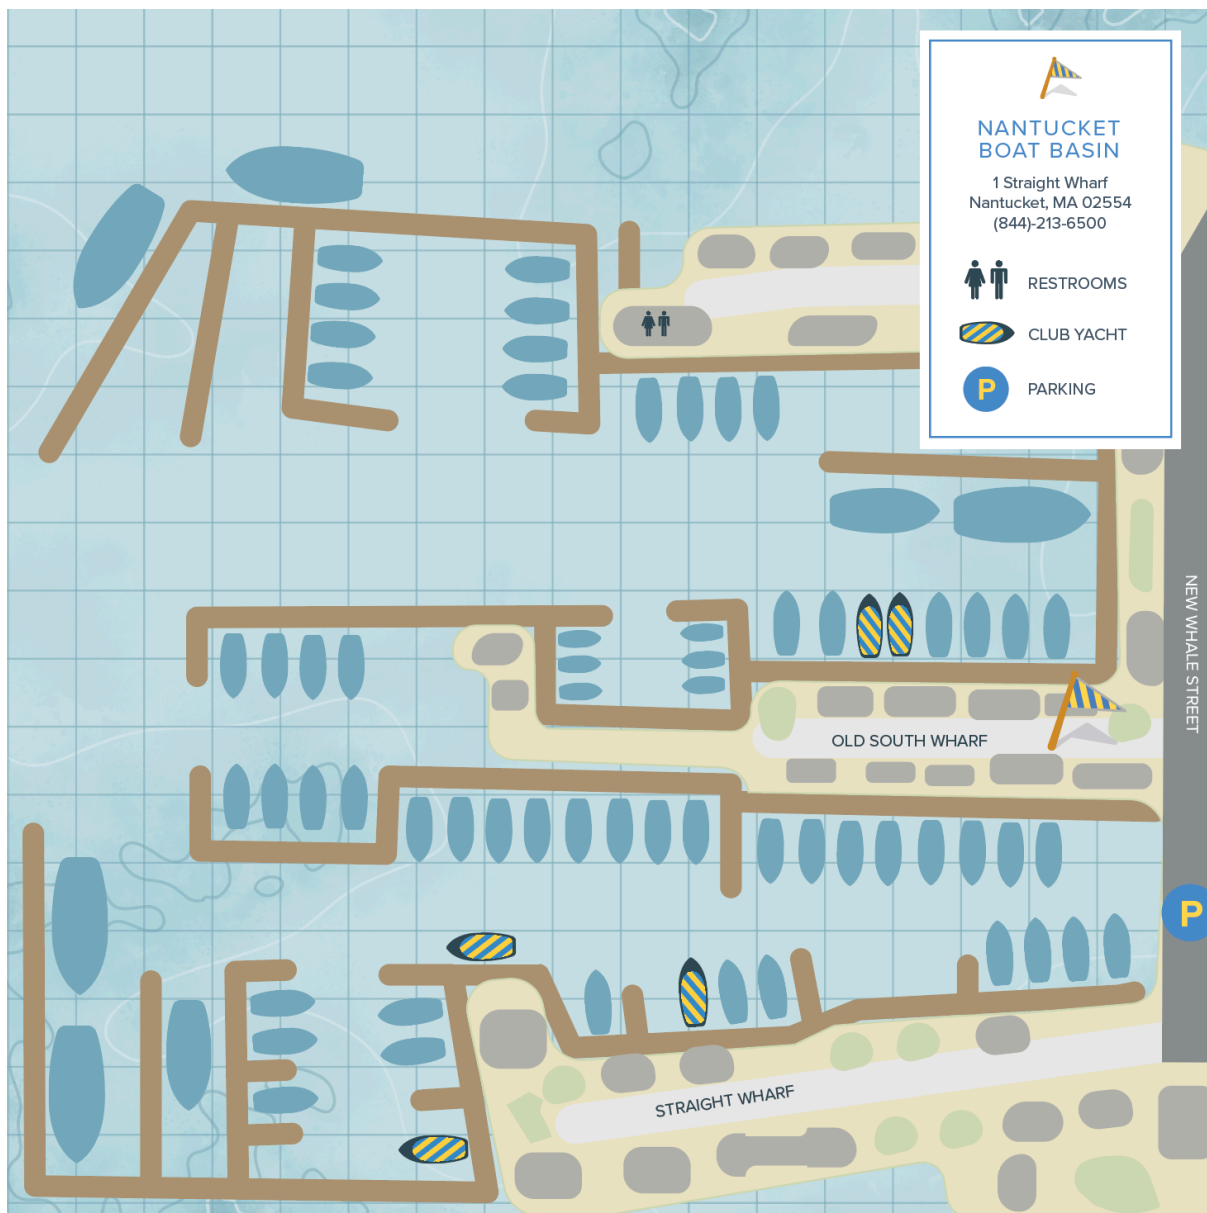 NANTUCKET
BOAT BASIN
1 Straight Wharf
Nantucket, MA 02554
(844)-213-6500
RESTROOMS
CLUB YACHT
P
PARKING
NEW WHALE STREET
OLD SOUTH WHARF
P
STRAIGHT WHARF